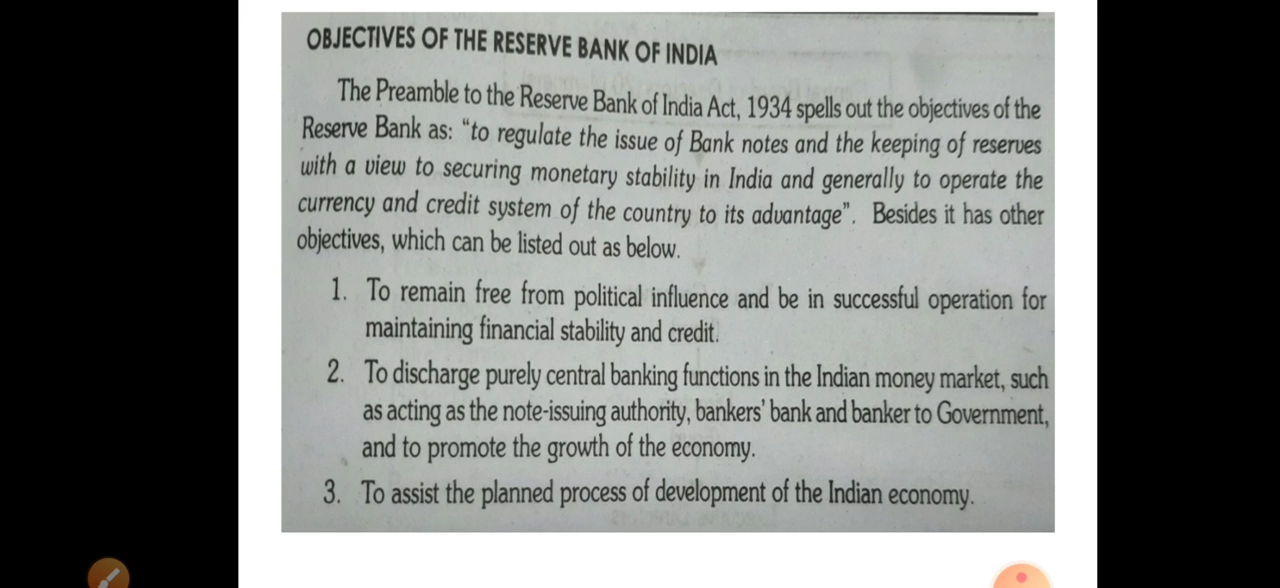 OBJECTIVES OF THE RESERVE BANK OF INDIA
The Preamble to the Reserve Bank of India Act, 1934 spells out the objectives of the
Reserve Bank as: "to regulate the issue of Bank notes and the keeping of reserves
with a view to securing monetary stability in India and generally to operate the
currency and credit system of the country to its advantage". Besides it has other
objectives, which can be listed out as below.
1. To remain free from political influence and be in successful operation for
maintaining financial stability and credit.
2. To discharge purely central banking functions in the Indian money market, such
as acting as the note-issuing authority, bankers' bank and banker to Government,
and to promote the growth of the economy.
3. To assist the planned process of development of the Indian economy.